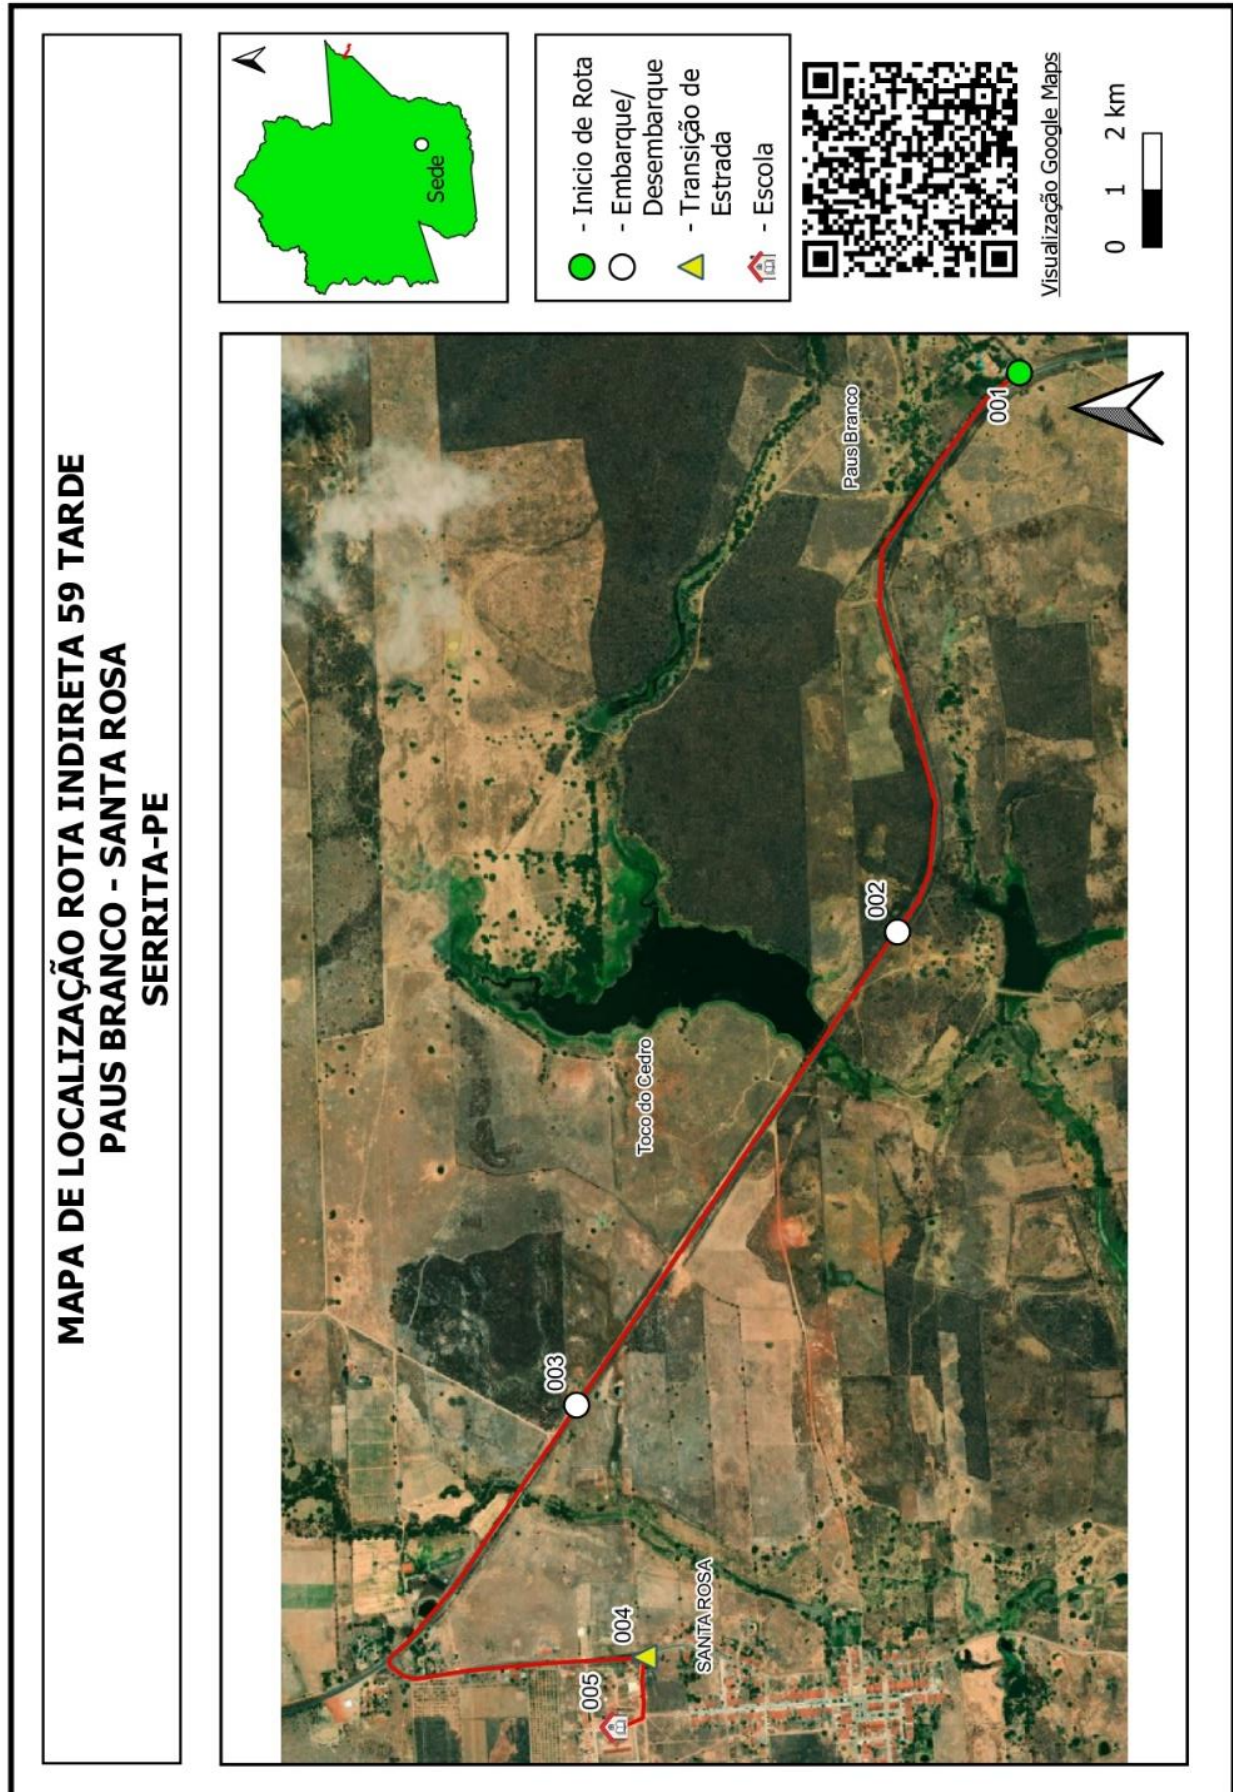 MAPA DE LOCALIZAÇÃO ROTA INDIRETA 59 TARDE
PAUS BRANCO - SANTA ROSA
SERRITA-PE
Sede
- Inicio de Rota
- Embarque/
Desembarque
- Transição de
Estrada
- Escola
Visualização Google Maps
0 1 2 km
001
Paus Branco
002
Toco do Cedro
003
004
005
SANTA ROSA